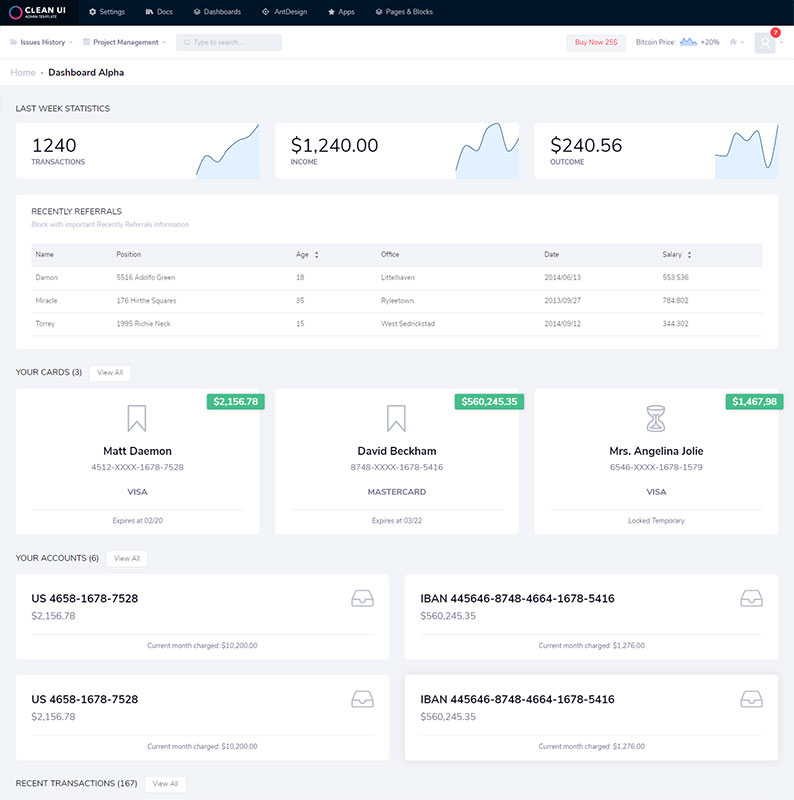 CLEAN UI
ADMIN TEMPLATE
Settings
Docs
Dashboards
AntDesign
Apps
Pages & Blocks
Issues History
Project Management
Type to search...
Buy Now 25$
Bitcoin Price:
+20%
7
Home • Dashboard Alpha
LAST WEEK STATISTICS
1240
TRANSACTIONS
$1,240.00
INCOME
$240.56
OUTCOME
RECENTLY REFERRALS
Block with important Recently Referrals information
Name Position Age Office Date Salary
Damon 5516 Adolfo Green 18 Littelhaven 2014/06/13 553.536
Miracle 176 Hirthe Squares 35 Ryleetown 2013/09/27 784.802
Torrey 1995 Richie Neck 15 West Sedrickstad 2014/09/12 344.302
YOUR CARDS (3) View All
$2,156.78
Matt Daemon
4512-XXXX-1678-7528
VISA
Expires at 02/20
$560,245.35
David Beckham
8748-XXXX-1678-5416
MASTERCARD
Expires at 03/22
$1,467,98
Mrs. Angelina Jolie
6546-XXXX-1678-1579
VISA
Locked Temporary
YOUR ACCOUNTS (6) View All
US 4658-1678-7528
$2,156.78
Current month charged: $10,200.00
IBAN 445646-8748-4664-1678-5416
$560,245.35
Current month charged: $1,276.00
US 4658-1678-7528
$2,156.78
Current month charged: $10,200.00
IBAN 445646-8748-4664-1678-5416
$560,245.35
Current month charged: $1,276.00
RECENT TRANSACTIONS (167) View All